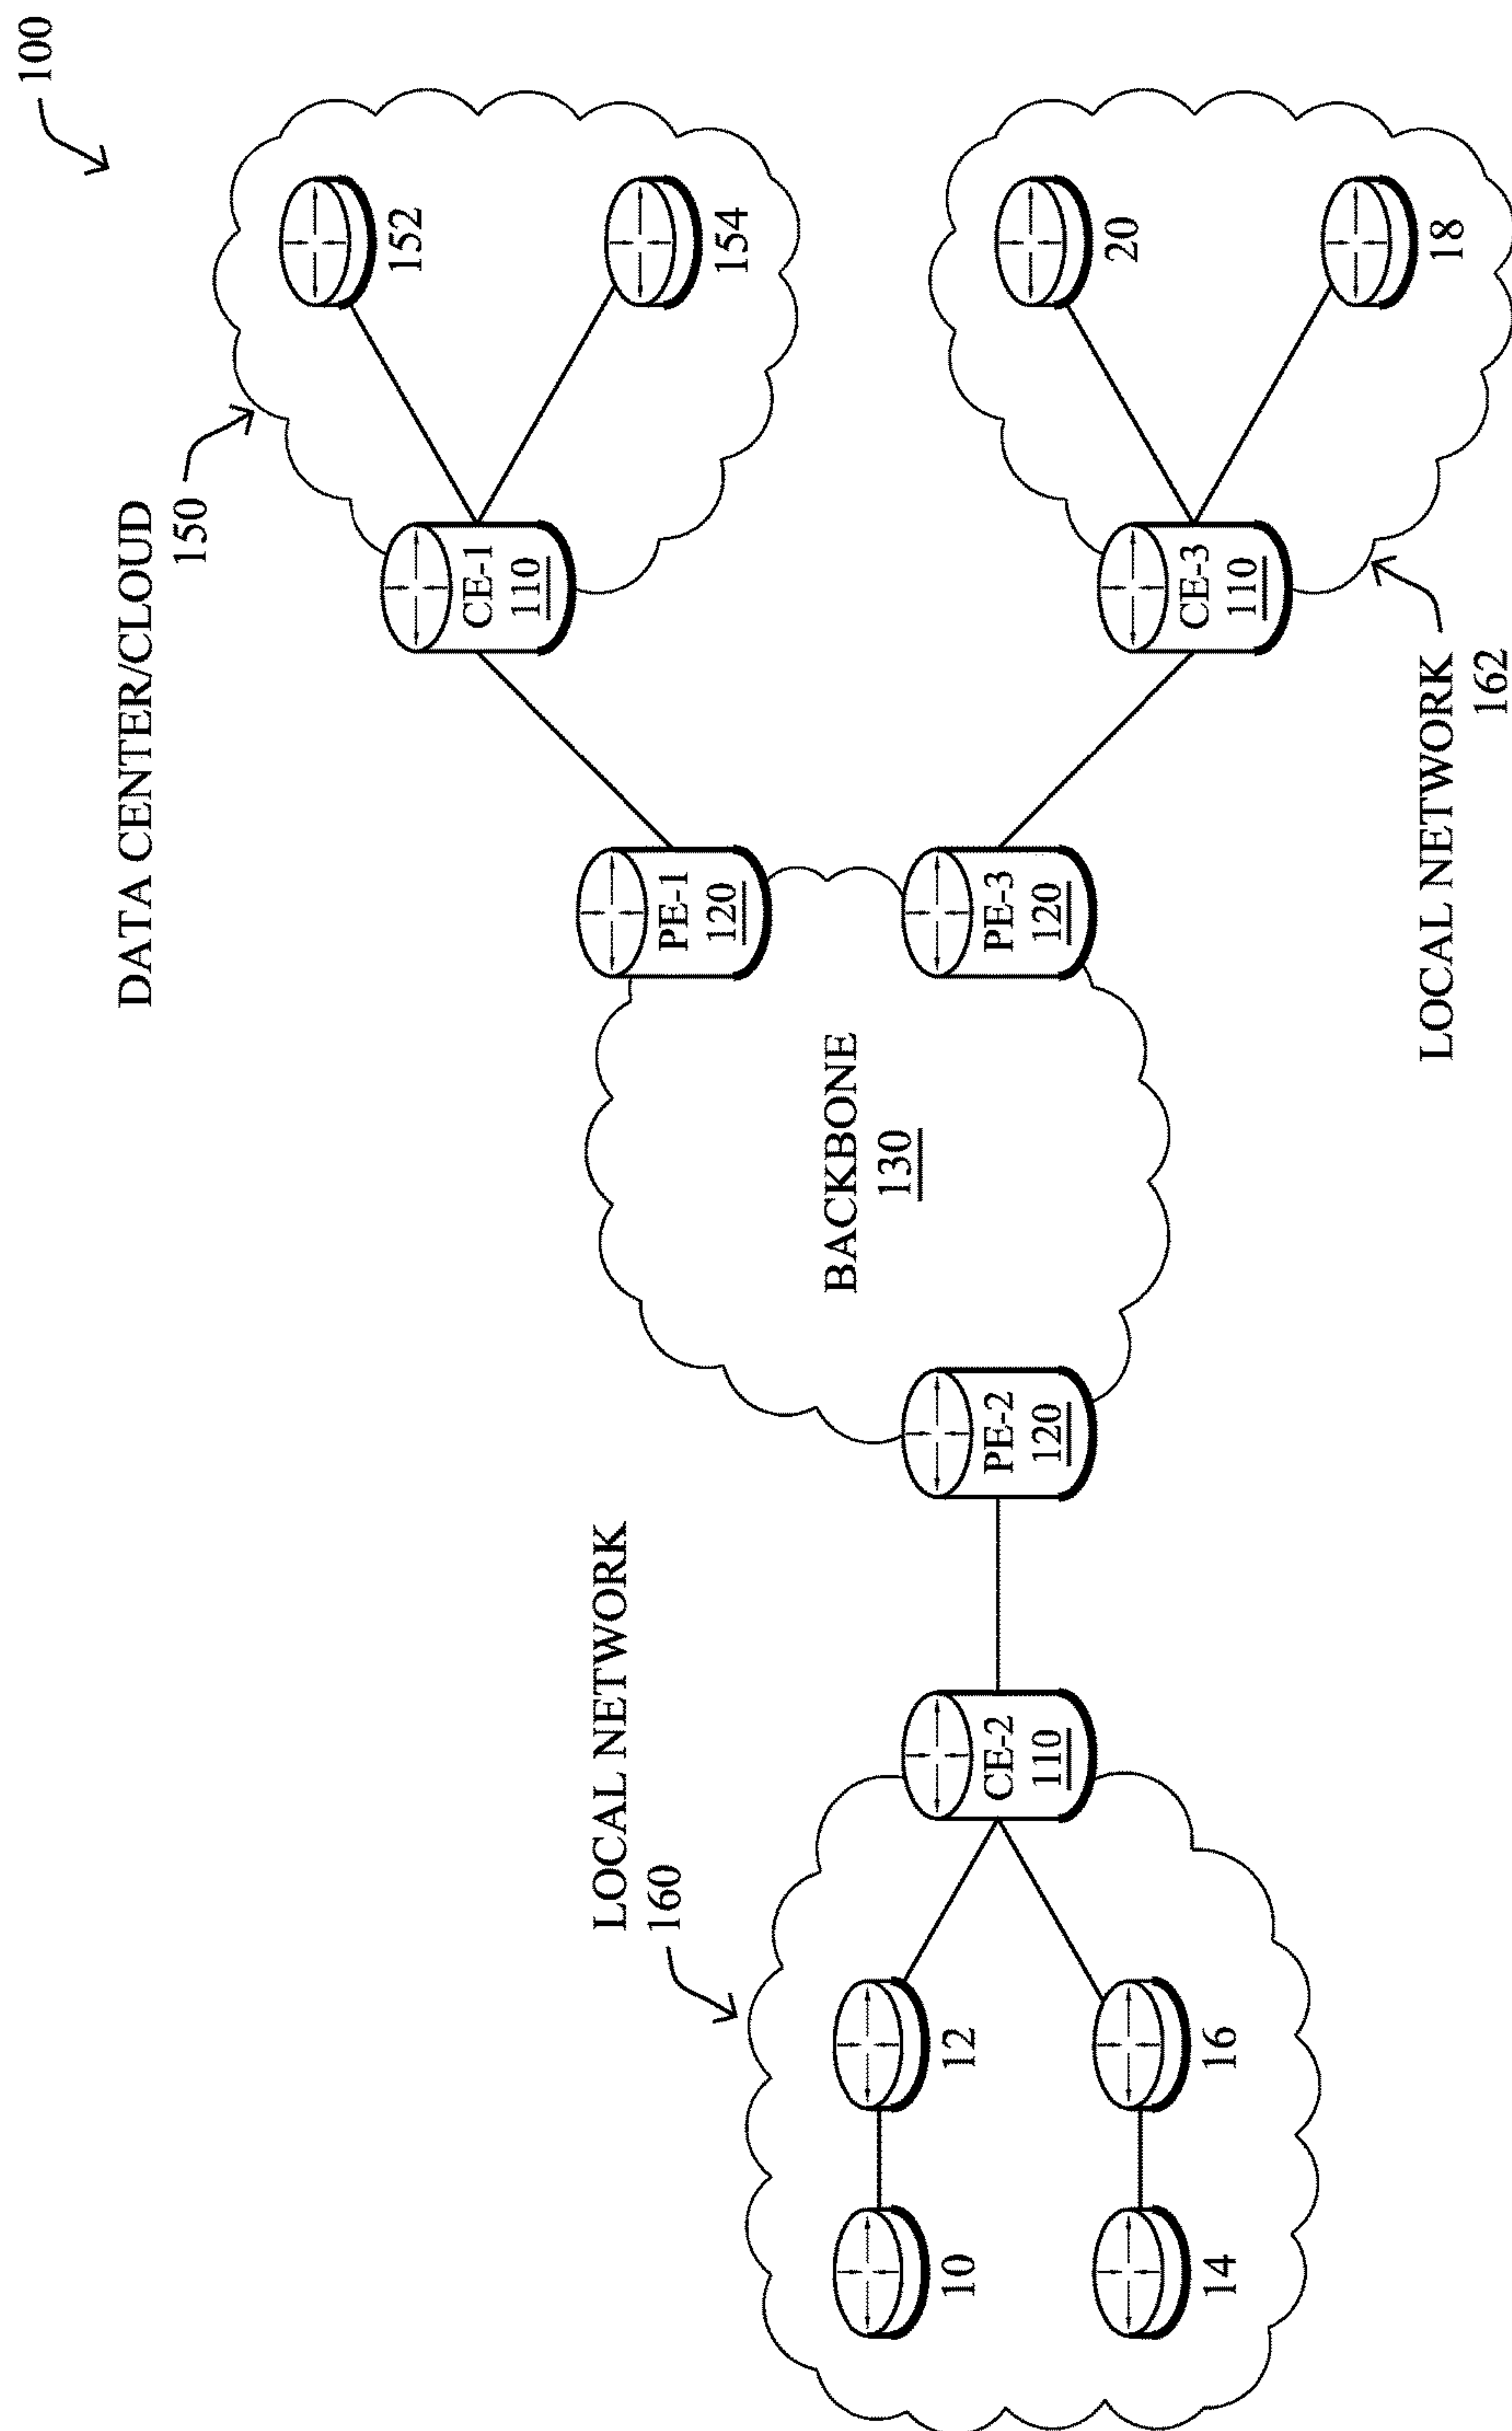 100
DATA CENTER/CLOUD
150
152
154
CE-1
110
PE-1
120
LOCAL NETWORK
160
BACKBONE
130
10
12
CE-2
110
PE-2
120
PE-3
120
14
16
CE-3
110
20
18
LOCAL NETWORK
162